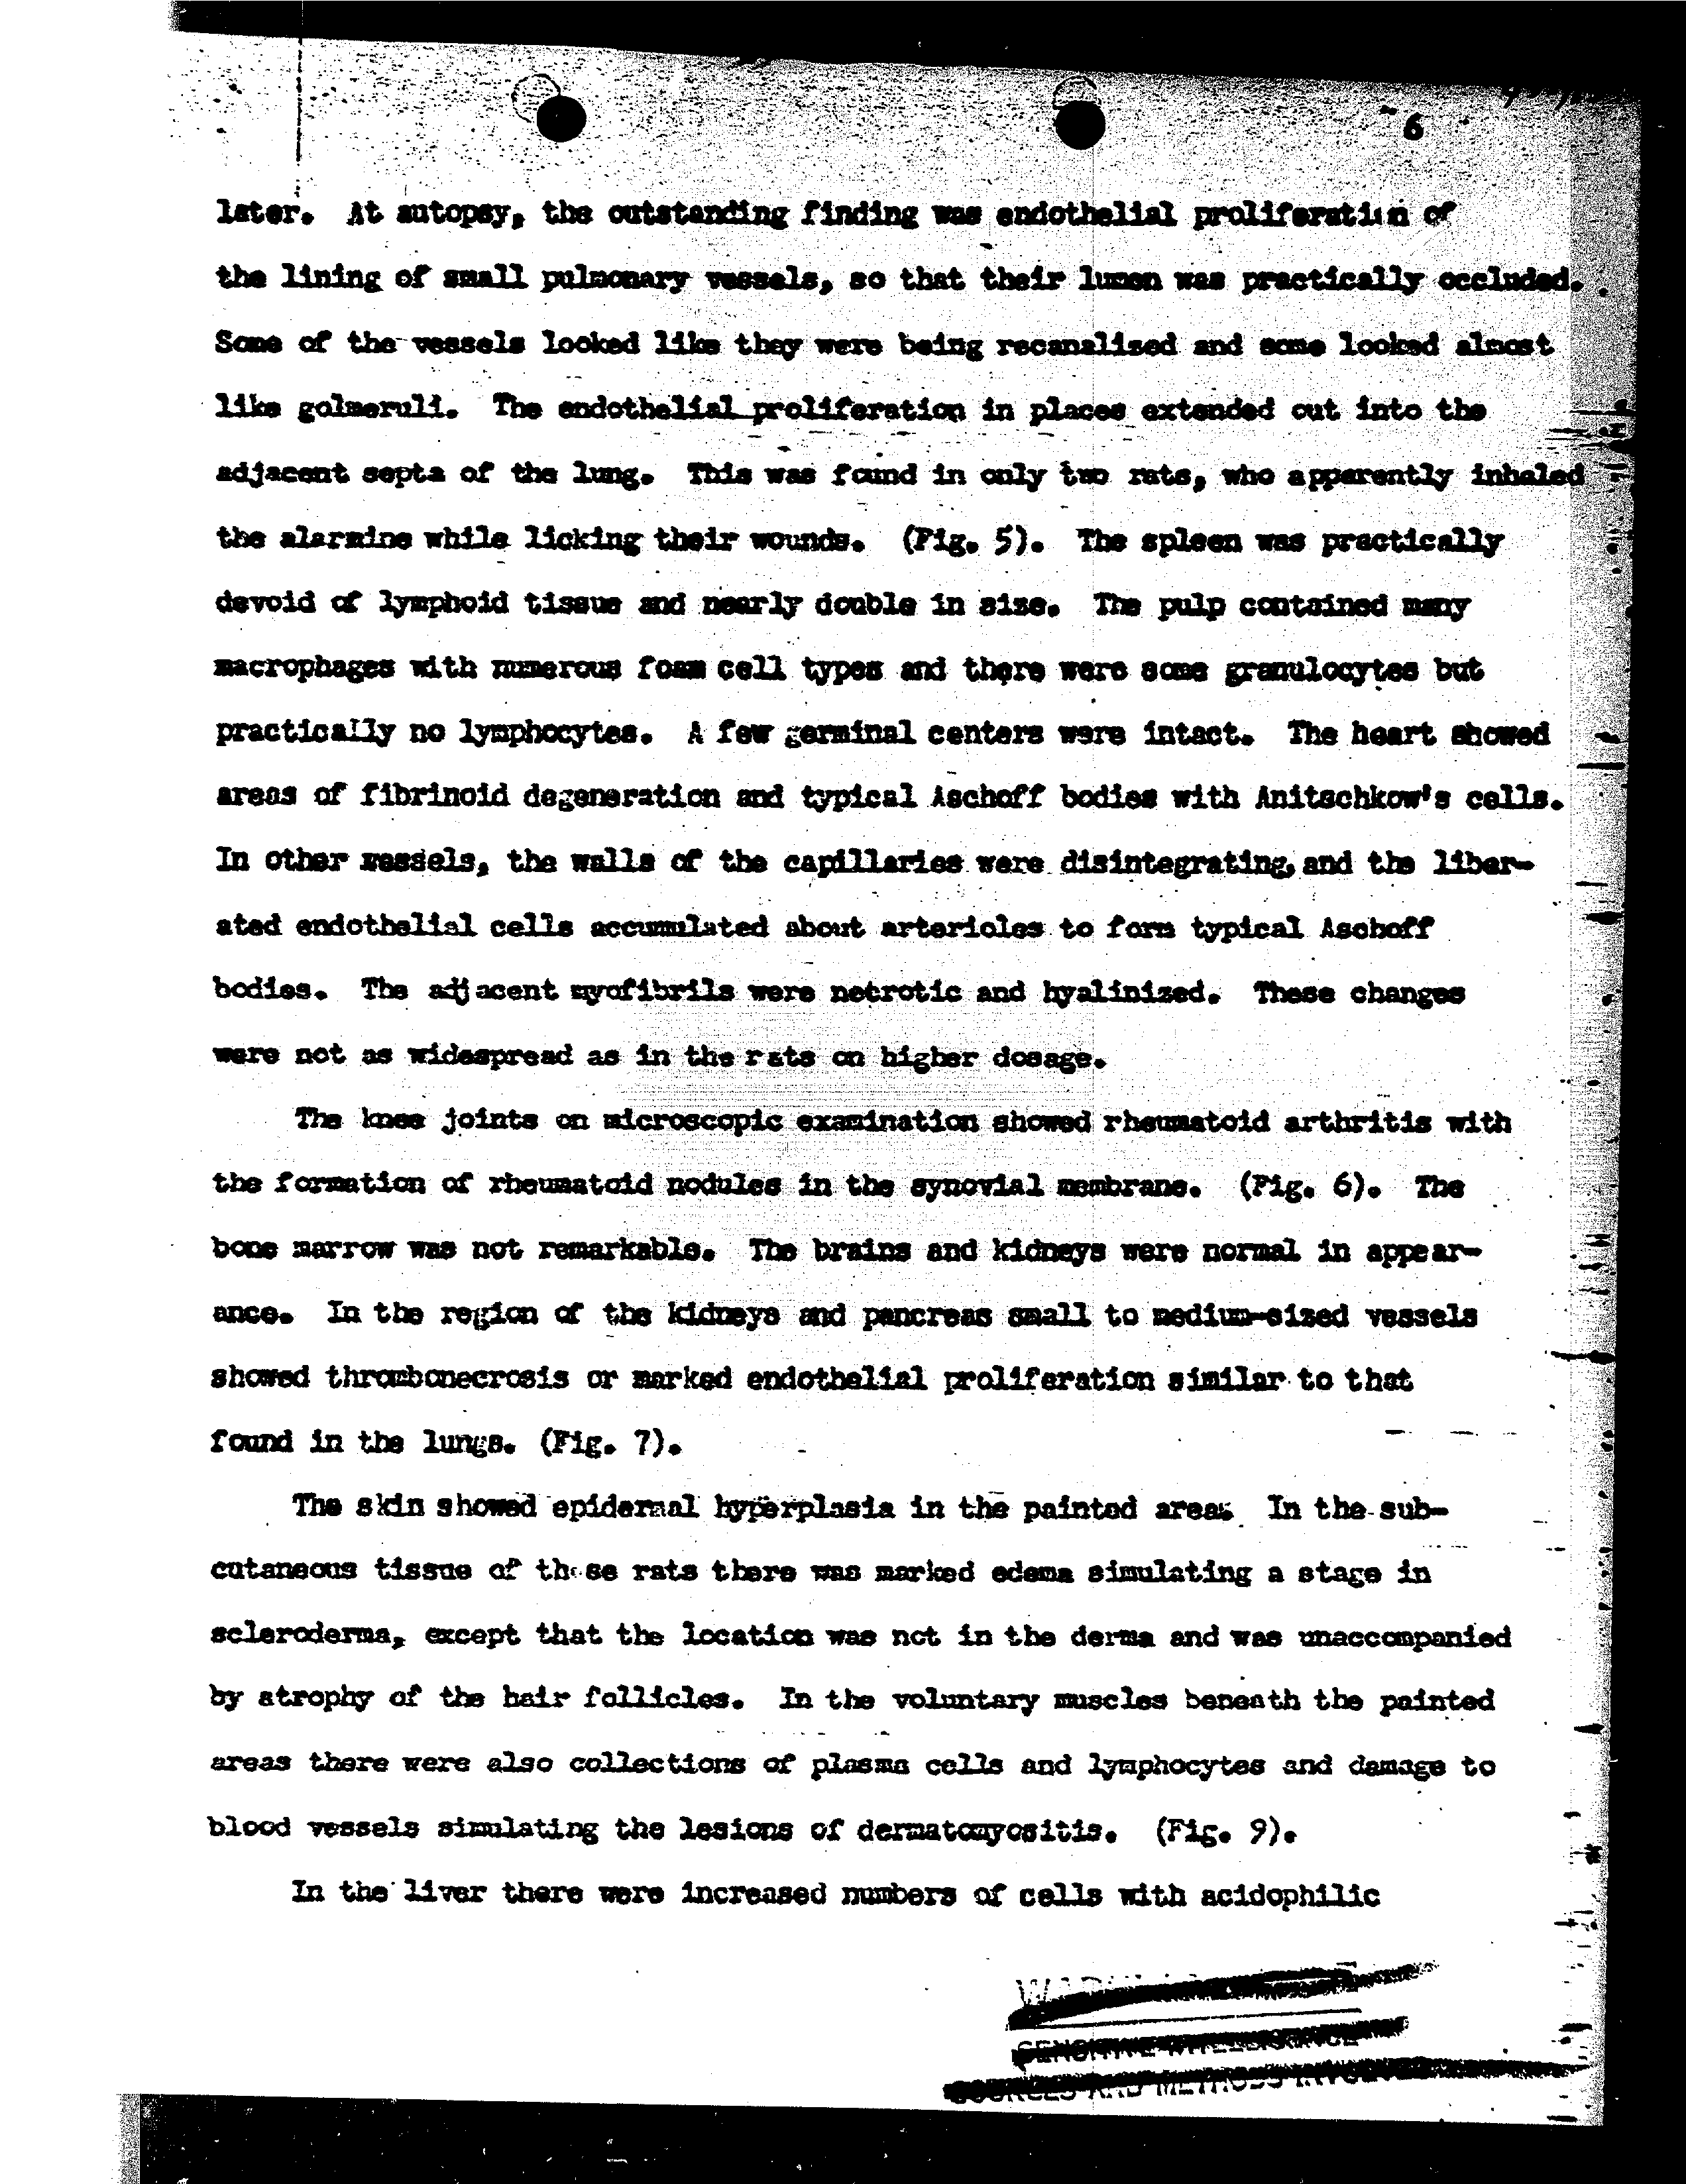 6
later. At autopsy, the outstanding finding was endothelial proliferation of
the lining of small pulmonary vessels, so that their lumen was practically occluded.
Some of the vessels looked like they were being recanalized and some looked almost
like golmeruli. The endothelial proliferation in places extended out into the
adjacent septa of the lung. This was found in only two rats, who apparently inhaled
the alarmine while licking their wounds. (Fig. 5). The spleen was practically
devoid of lymphoid tissue and nearly double in size. The pulp contained many
macrophages with numerous foam cell types and there were some granulocytes but
practically no lymphocytes. A few germinal centers were intact. The heart showed
areas of fibrinoid degeneration and typical Aschoff bodies with Anitschkow's cells.
In other vessels, the walls of the capillaries were disintegrating, and the liber-
ated endothelial cells accumulated about arterioles to form typical Aschoff
bodies. The adjacent myofibrils were necrotic and hyalinized. These changes
were not as widespread as in the rats on higher dosage.
The knee joints on microscopic examination showed rheumatoid arthritis with
the formation of rheumatoid nodules in the synovial membrane. (Fig. 6). The
bone marrow was not remarkable. The brains and kidneys were normal in appear-
ance. In the region of the kidneys and pancreas small to medium-sized vessels
showed thrombonecrosis or marked endothelial proliferation similar to that
found in the lungs. (Fig. 7).
The skin showed epidermal hyperplasia in the painted areas. In the sub-
cutaneous tissue of these rats there was marked edema simulating a stage in
scleroderma, except that the location was not in the derma and was unaccompanied
by atrophy of the hair follicles. In the voluntary muscles beneath the painted
areas there were also collections of plasma cells and lymphocytes and damage to
blood vessels simulating the lesions of dermatomyositis. (Fig. 9).
In the liver there were increased numbers of cells with acidophilic
SENSITIVE INTELLIGENCE
SOURCES AND METHODS INVOLVED